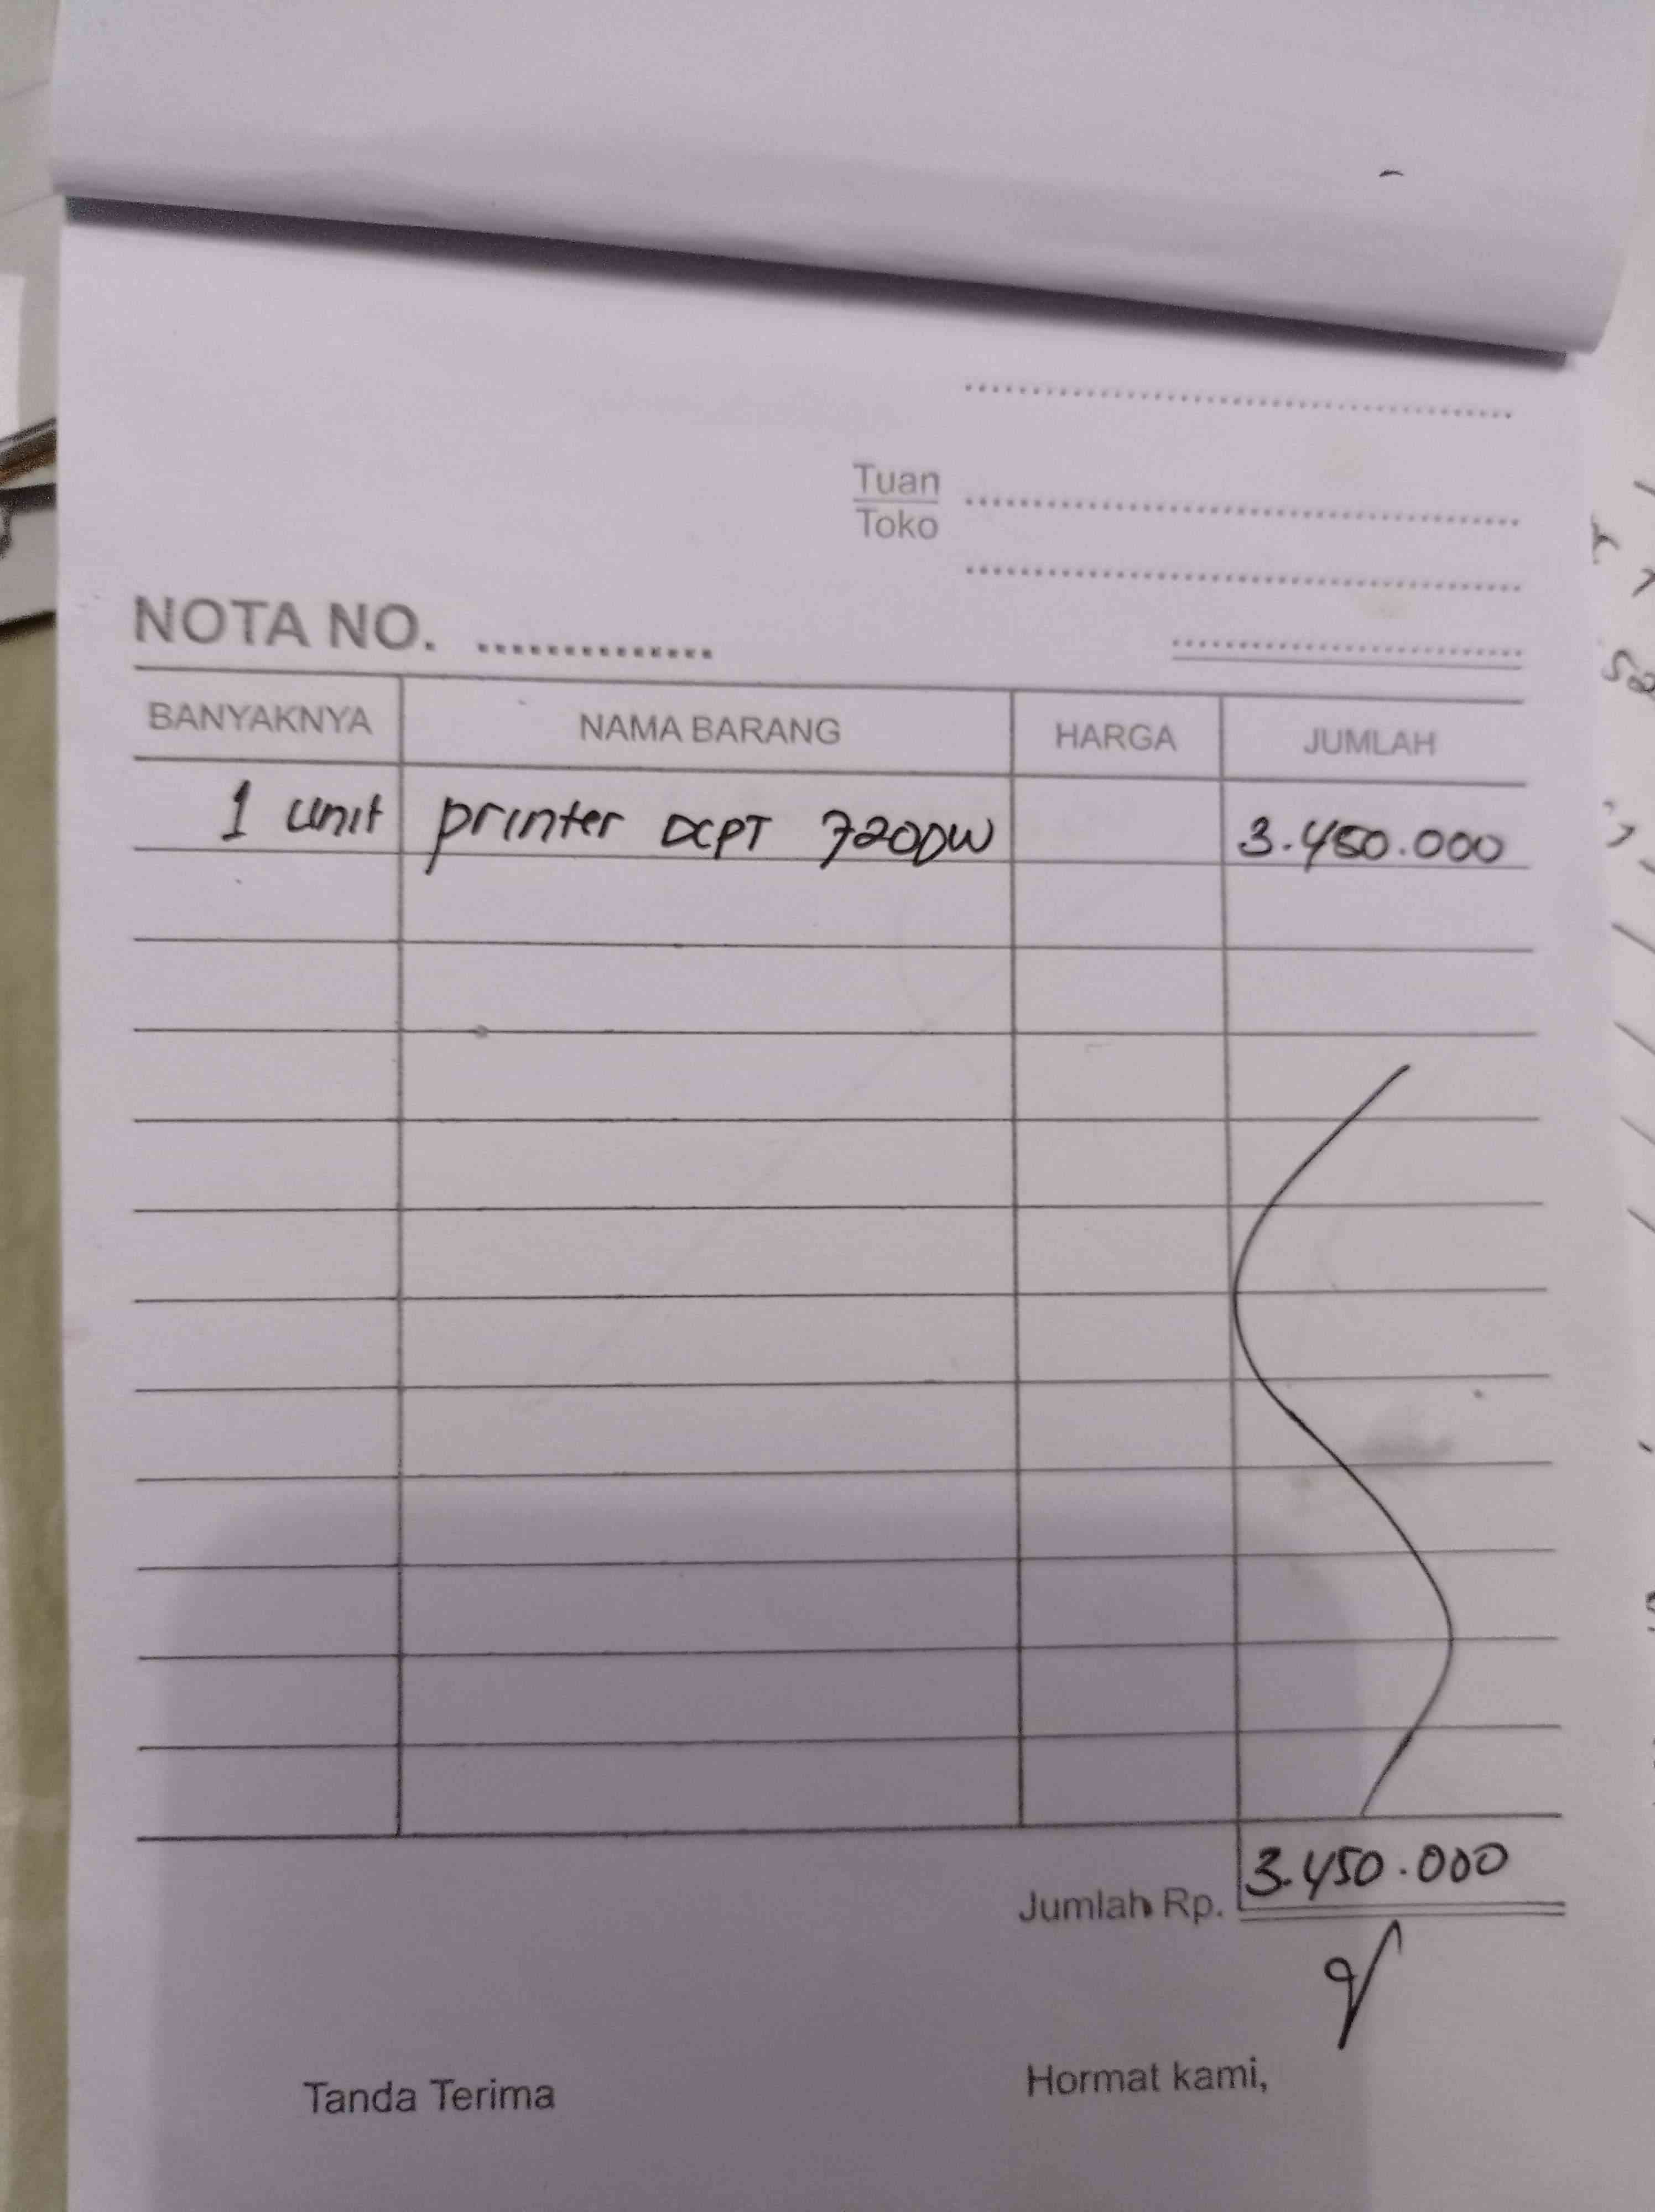 Tuan
Toko
NOTA NO. ..............
BANYAKNYA NAMA BARANG HARGA JUMLAH
1 unit printer DCPT 720DW 3.450.000
Jumlah Rp. 3.450.000
Tanda Terima Hormat kami,